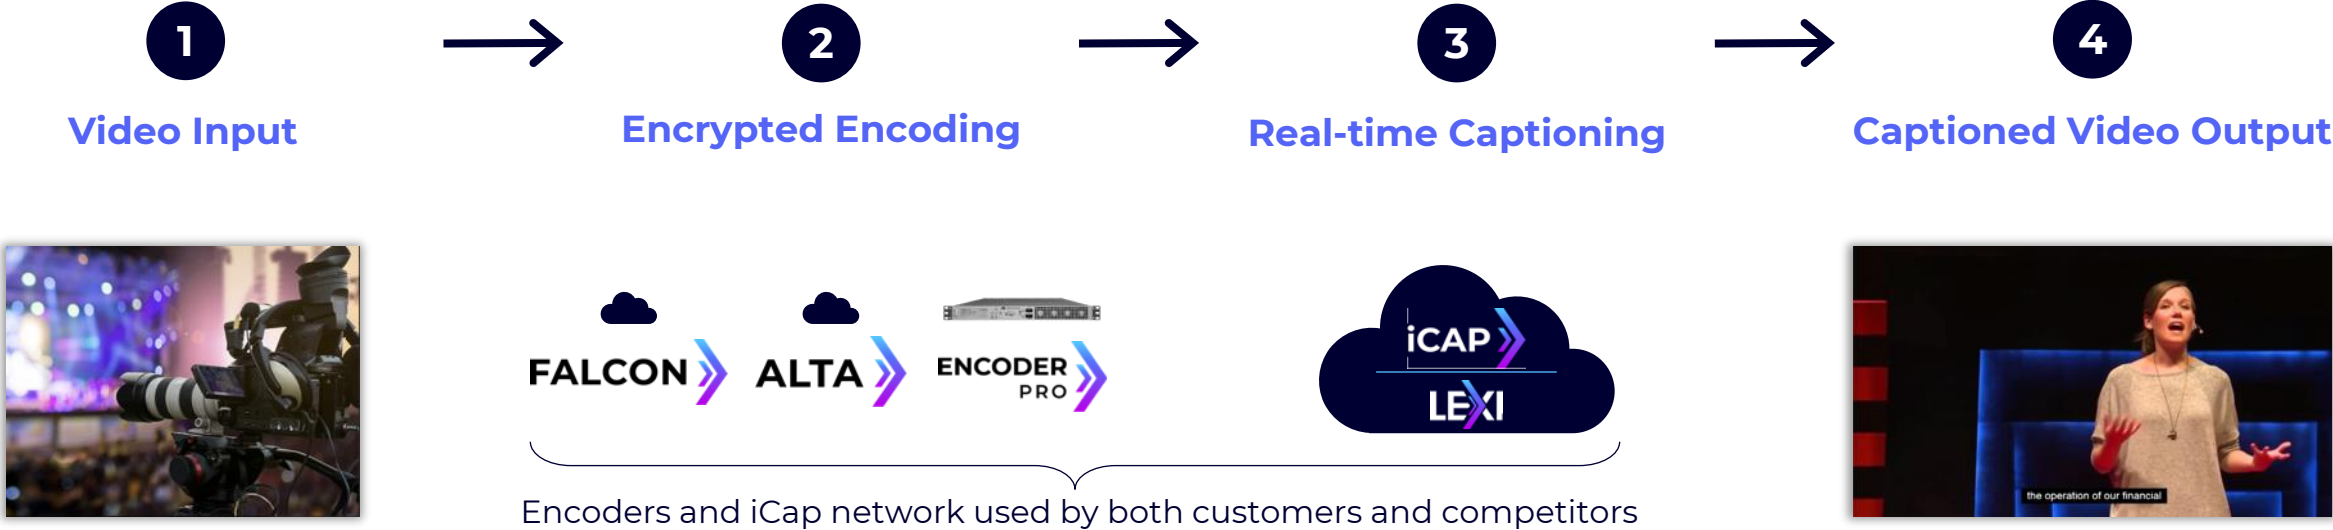 1
2
3
4
Video Input
Encrypted Encoding
Real-time Captioning
Captioned Video Output
FALCON
ALTA
ENCODER
PRO
iCAP
LEXI
the operation of our financial
Encoders and iCap network used by both customers and competitors